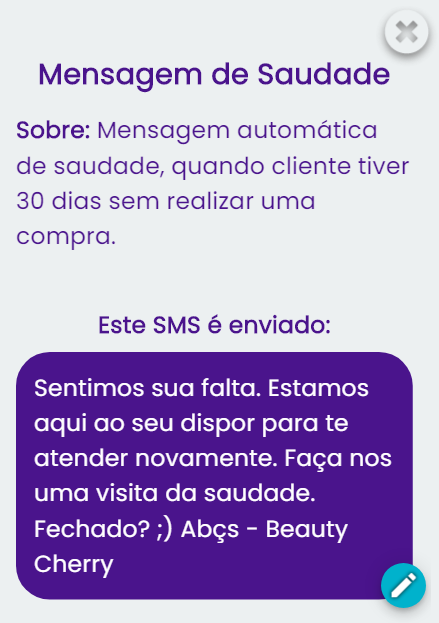 Mensagem de Saudade
Sobre: Mensagem automática
de saudade, quando cliente tiver
30 dias sem realizar uma
compra.
Este SMS é enviado:
Sentimos sua falta. Estamos
aqui ao seu dispor para te
atender novamente. Faça nos
uma visita da saudade.
Fechado? ;) Abçs - Beauty
Cherry